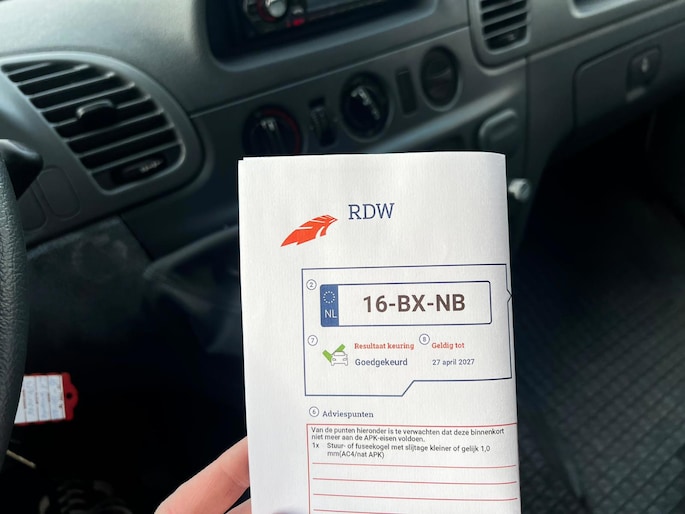 RDW
2
NL
16-BX-NB
7
Resultaat keuring
8
Geldig tot
Goedgekeurd
27 april 2027
6
Adviespunten
Van de punten hieronder is te verwachten dat deze binnenkort
niet meer aan de APK-eisen voldoen.
1x Stuur- of fuseekogel met slijtage kleiner of gelijk 1,0
mm(AC4/nat APK)